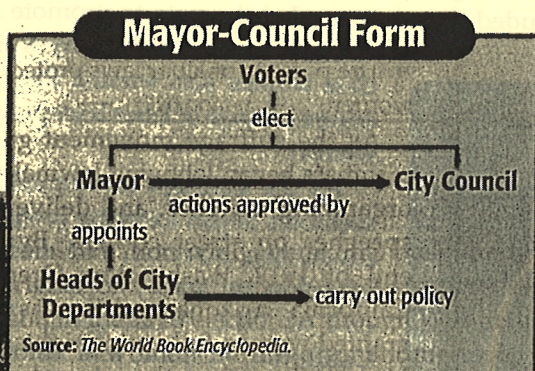 Mayor-Council Form
Voters
elect
Mayor
City Council
actions approved by
appoints
Heads of City
Departments
carry out policy
Source: The World Book Encyclopedia.